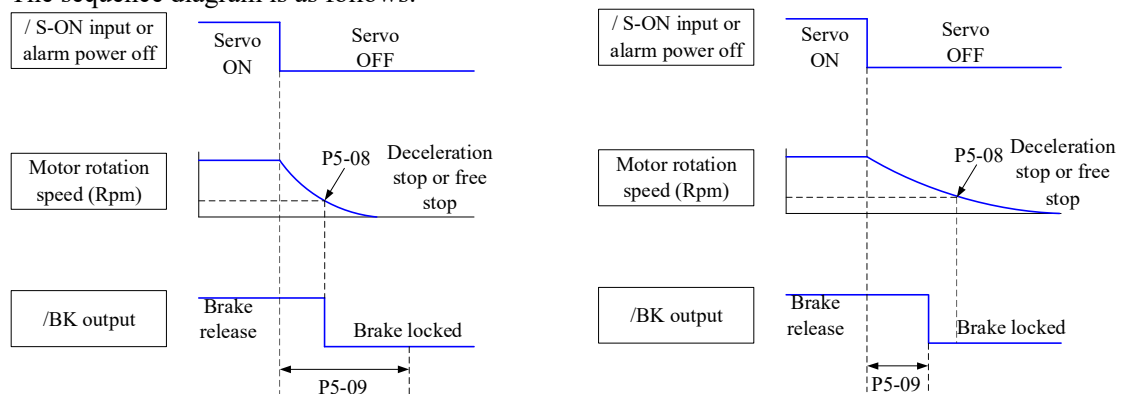 The sequence diagram is as follows:
/ S-ON input or
alarm power off
Servo
ON
Servo
OFF
Motor rotation
speed (Rpm)
P5-08
Deceleration
stop or free
stop
/BK output
Brake
release
Brake locked
P5-09
/ S-ON input or
alarm power off
Servo
ON
Servo
OFF
Motor rotation
speed (Rpm)
P5-08
Deceleration
stop or free
stop
/BK output
Brake
release
Brake locked
P5-09